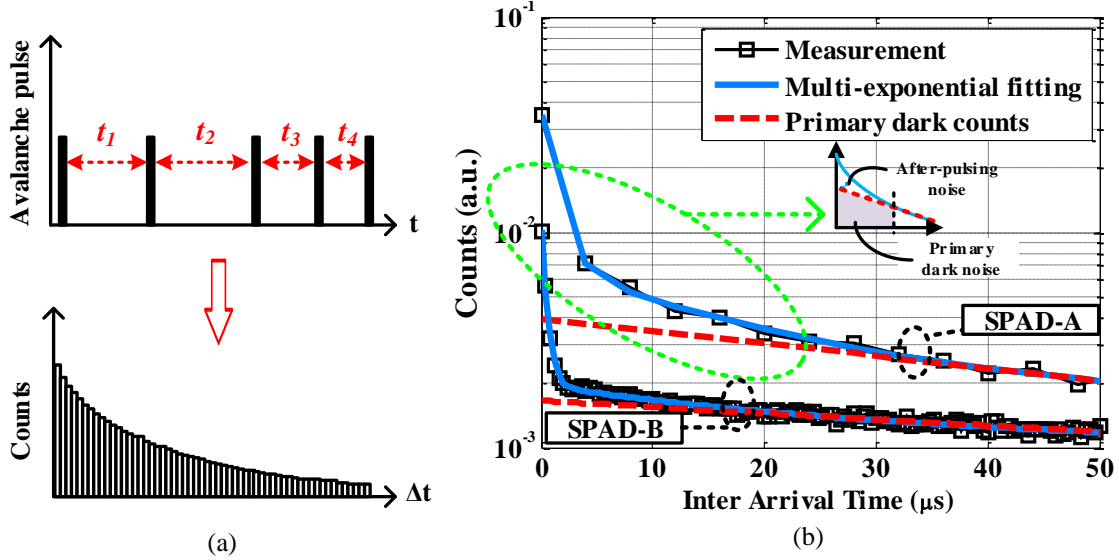 Avalanche pulse
t1
t2
t3
t4
t
Counts
Δt
(a)
Counts (a.u.)
10-1
10-2
10-3
Measurement
Multi-exponential fitting
Primary dark counts
After-pulsing
noise
Primary
dark noise
SPAD-A
SPAD-B
0 10 20 30 40 50
Inter Arrival Time (μs)
(b)